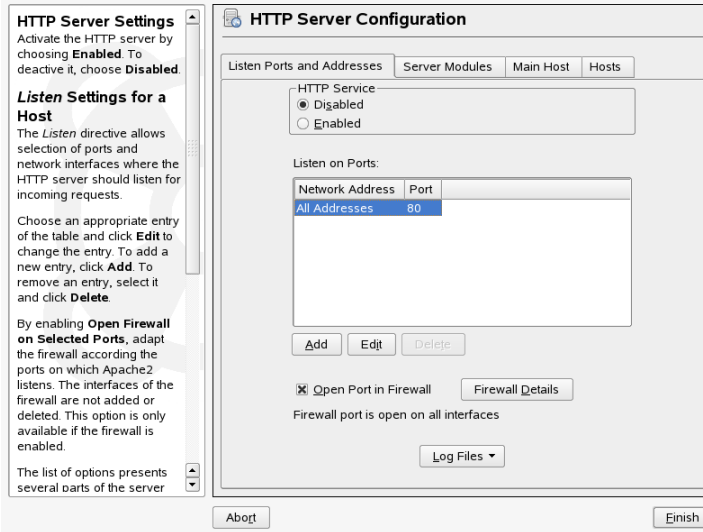 HTTP Server Settings
Activate the HTTP server by
choosing Enabled. To
deactive it, choose Disabled.
Listen Settings for a
Host
The Listen directive allows
selection of ports and
network interfaces where the
HTTP server should listen for
incoming requests.
Choose an appropriate entry
of the table and click Edit to
change the entry. To add a
new entry, click Add. To
remove an entry, select it
and click Delete.
By enabling Open Firewall
on Selected Ports, adapt
the firewall according the
ports on which Apache2
listens. The interfaces of the
firewall are not added or
deleted. This option is only
available if the firewall is
enabled.
The list of options presents
several parts of the server
HTTP Server Configuration
Listen Ports and Addresses Server Modules Main Host Hosts
HTTP Service
Disabled
Enabled
Listen on Ports:
Network Address Port
All Addresses 80
Add Edit Delete
Open Port in Firewall Firewall Details
Firewall port is open on all interfaces
Log Files
Abort Finish